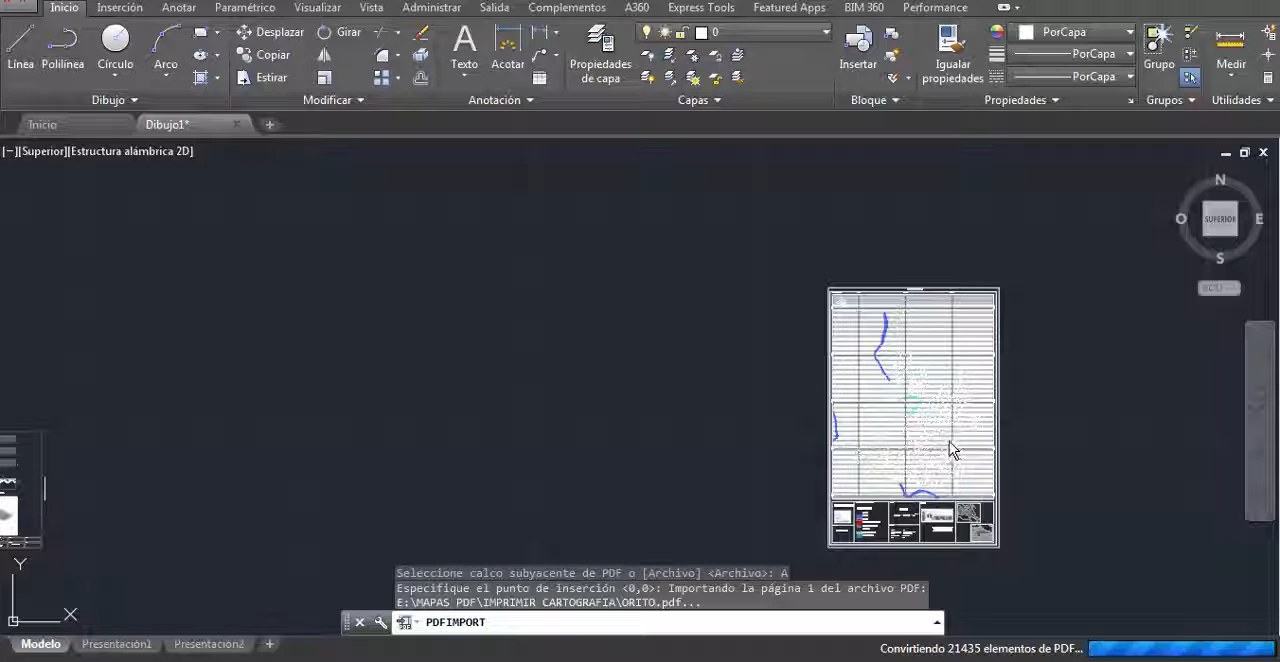 Inicio Inserción Anotar Paramétrico Visualizar Vista Administrar Salida Complementos A360 Express Tools Featured Apps BIM 360 Performance
Línea Polilínea Círculo Arco
Desplazar Girar
Copiar
Estirar
Texto Acotar
Propiedades de capa
0
Insertar
Igualar propiedades
PorCapa
PorCapa
PorCapa
Grupo
Medir
Dibujo Modificar Anotación Capas Bloque Propiedades Grupos Utilidades
Inicio Dibujo1*
[−][Superior][Estructura alámbrica 2D]
N
O SUPERIOR E
S
Y
X
Seleccione calco subyacente de PDF o [Archivo] <Archivo>: A
Especifique el punto de inserción <0,0>: Importando la página 1 del archivo PDF:
E:\MAPAS PDF\IMPRIMIR CARTOGRAFIA\ORITO.pdf...
PDFIMPORT
Modelo Presentación1 Presentación2
Convirtiendo 21435 elementos de PDF...